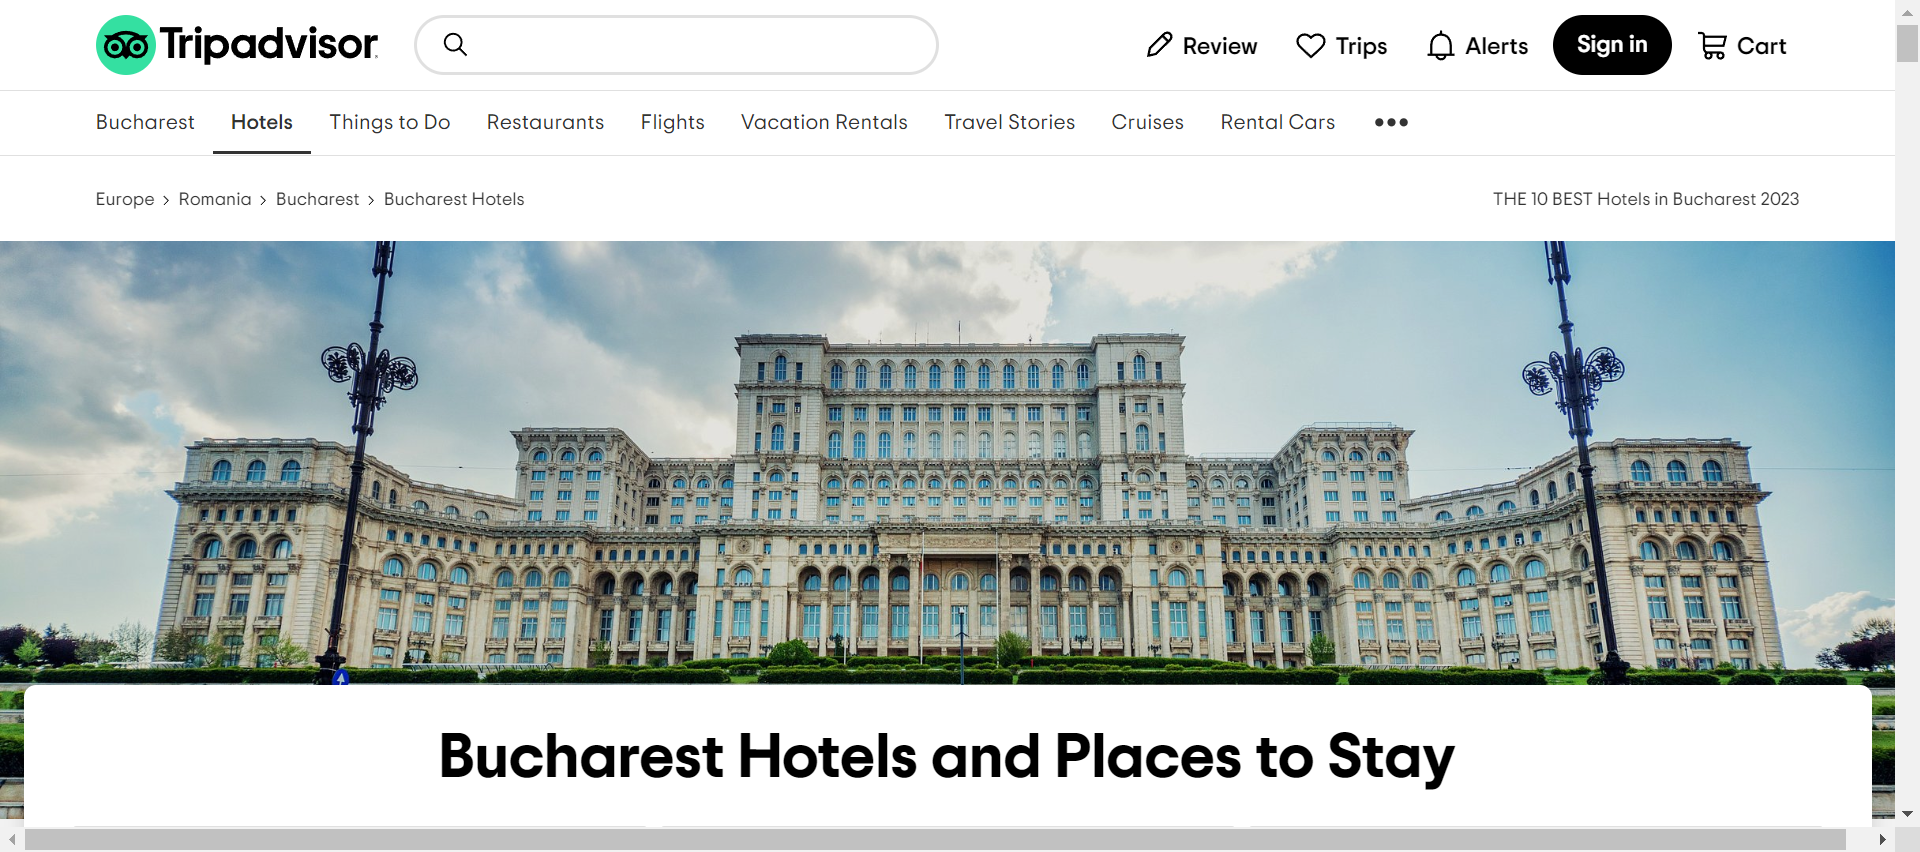 Tripadvisor
Review
Trips
Alerts
Sign in
Cart
Bucharest
Hotels
Things to Do
Restaurants
Flights
Vacation Rentals
Travel Stories
Cruises
Rental Cars
Europe > Romania > Bucharest > Bucharest Hotels
THE 10 BEST Hotels in Bucharest 2023
Bucharest Hotels and Places to Stay